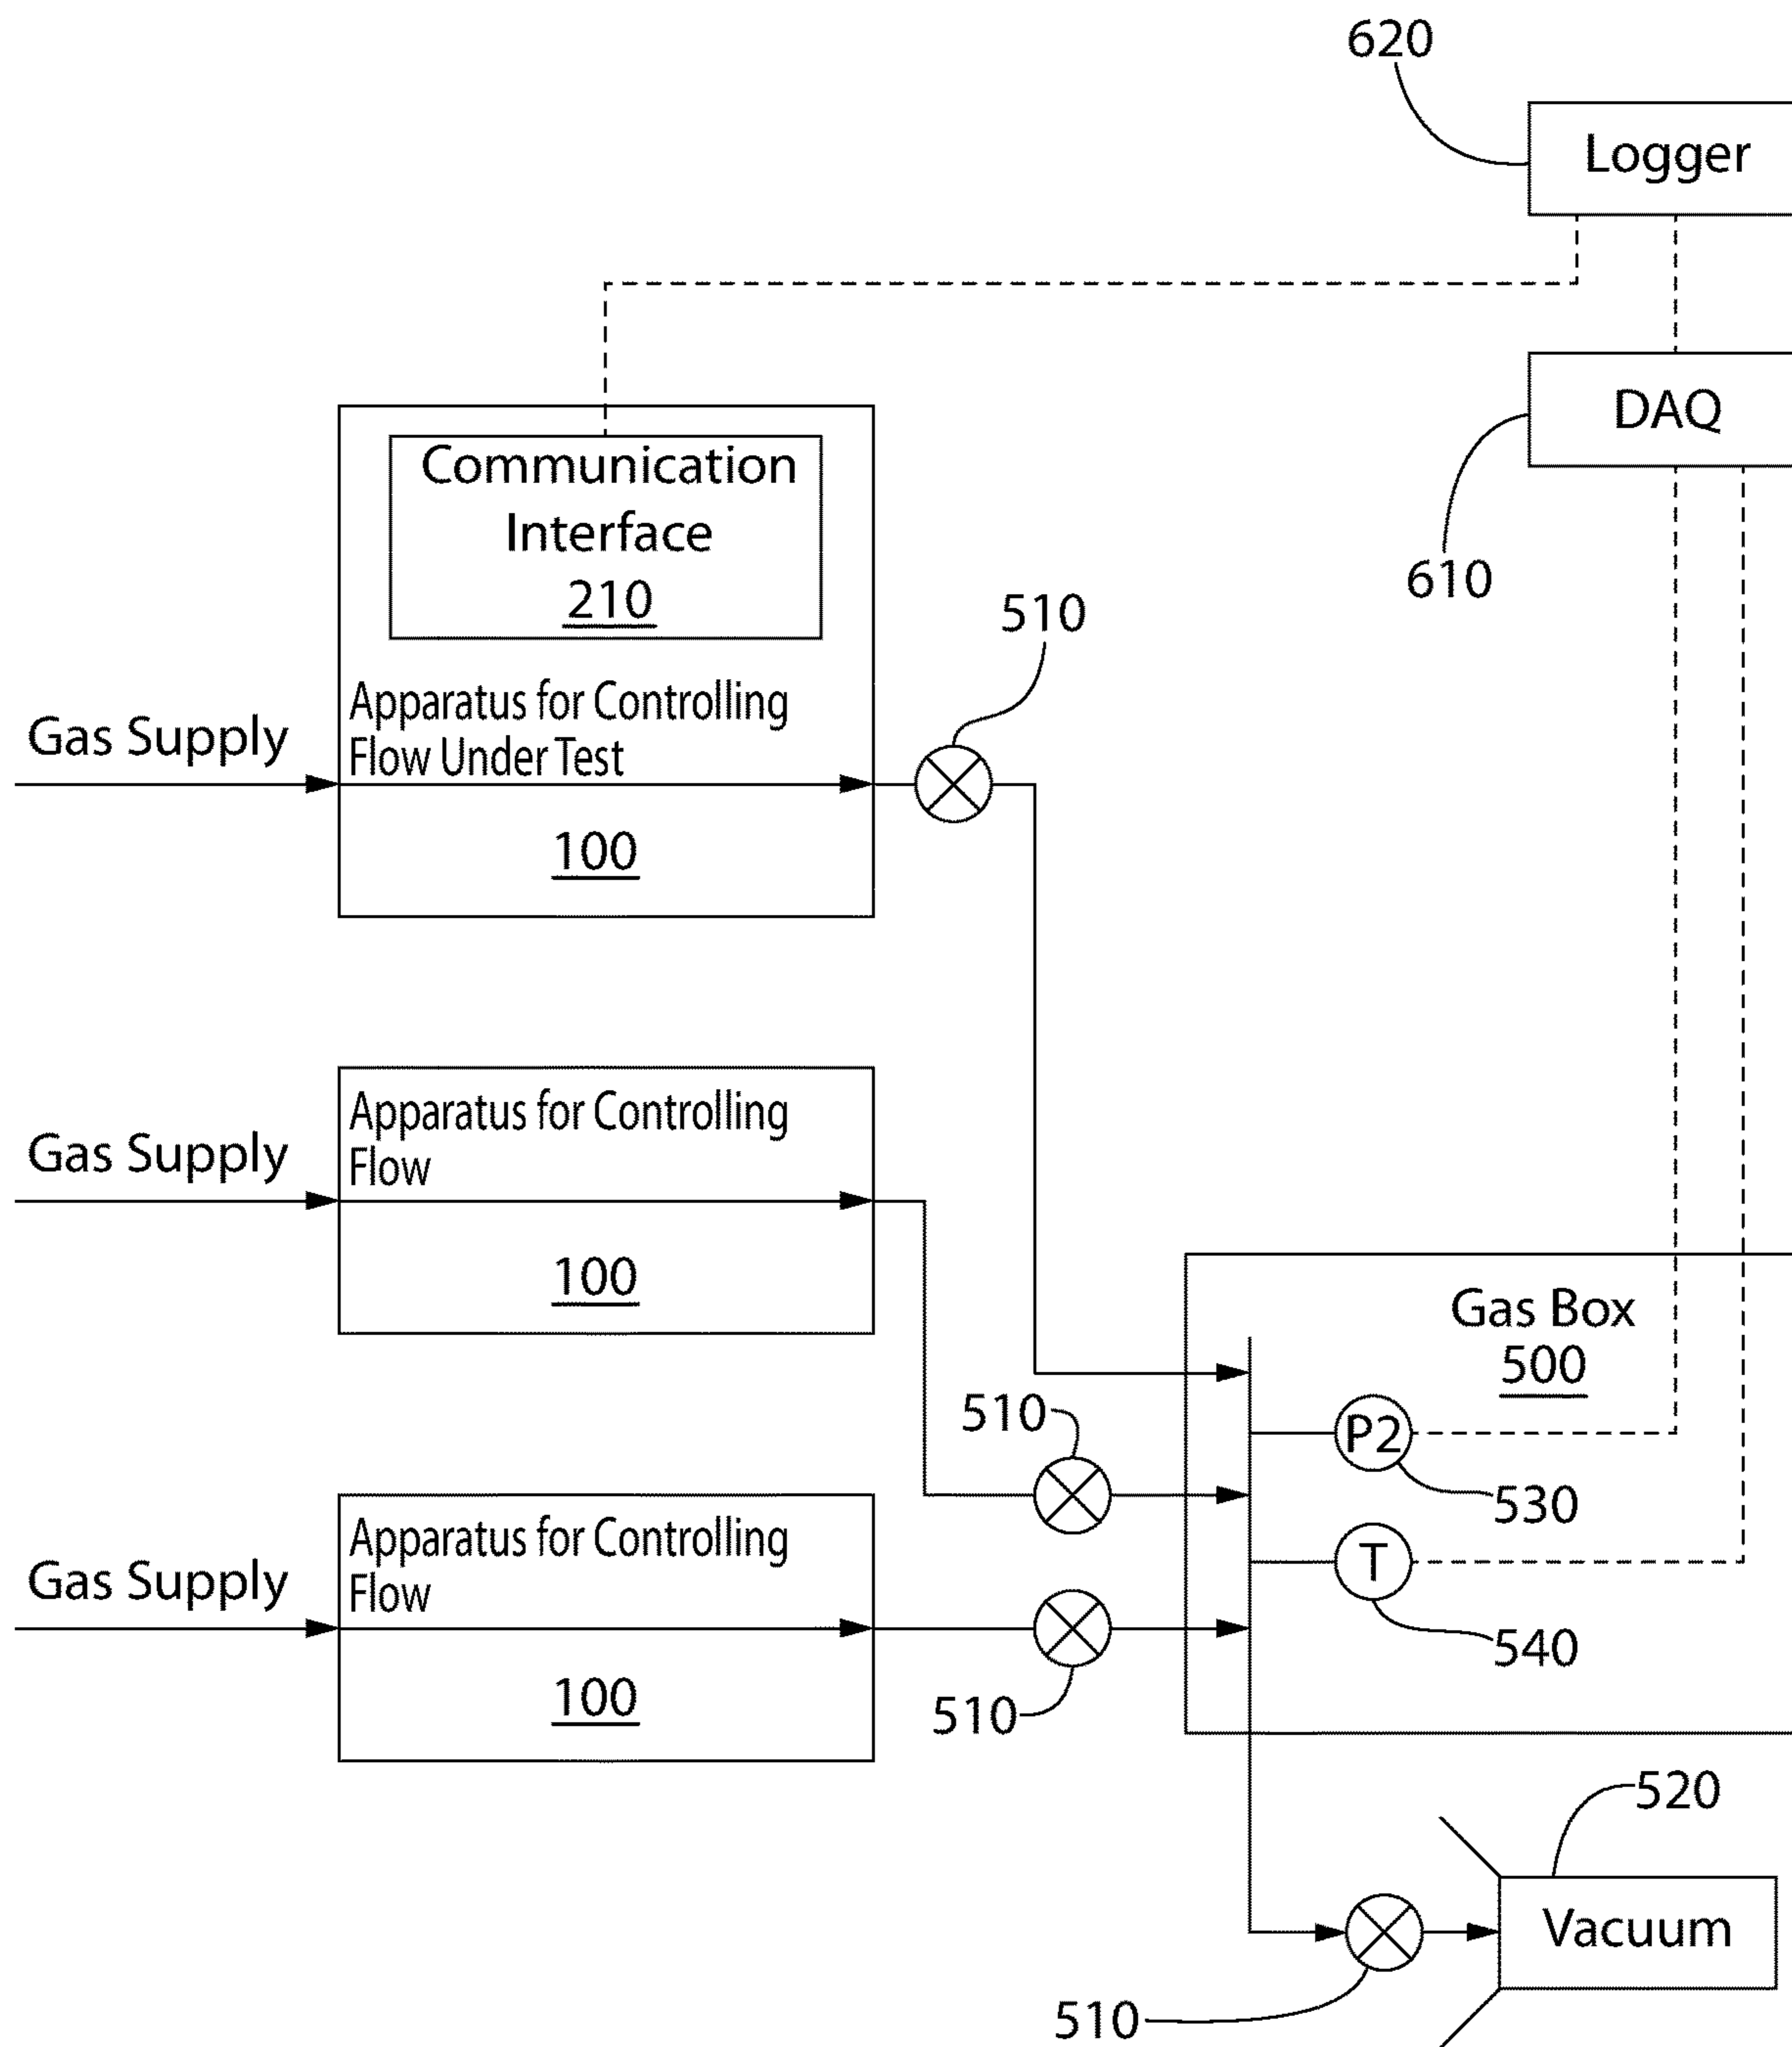 620
Logger
DAQ
610
Communication
Interface
210
510
Gas Supply
Apparatus for Controlling
Flow Under Test
100
Gas Supply
Apparatus for Controlling
Flow
100
Gas Box
500
P2
510
530
Gas Supply
Apparatus for Controlling
Flow
100
T
540
510
520
Vacuum
510